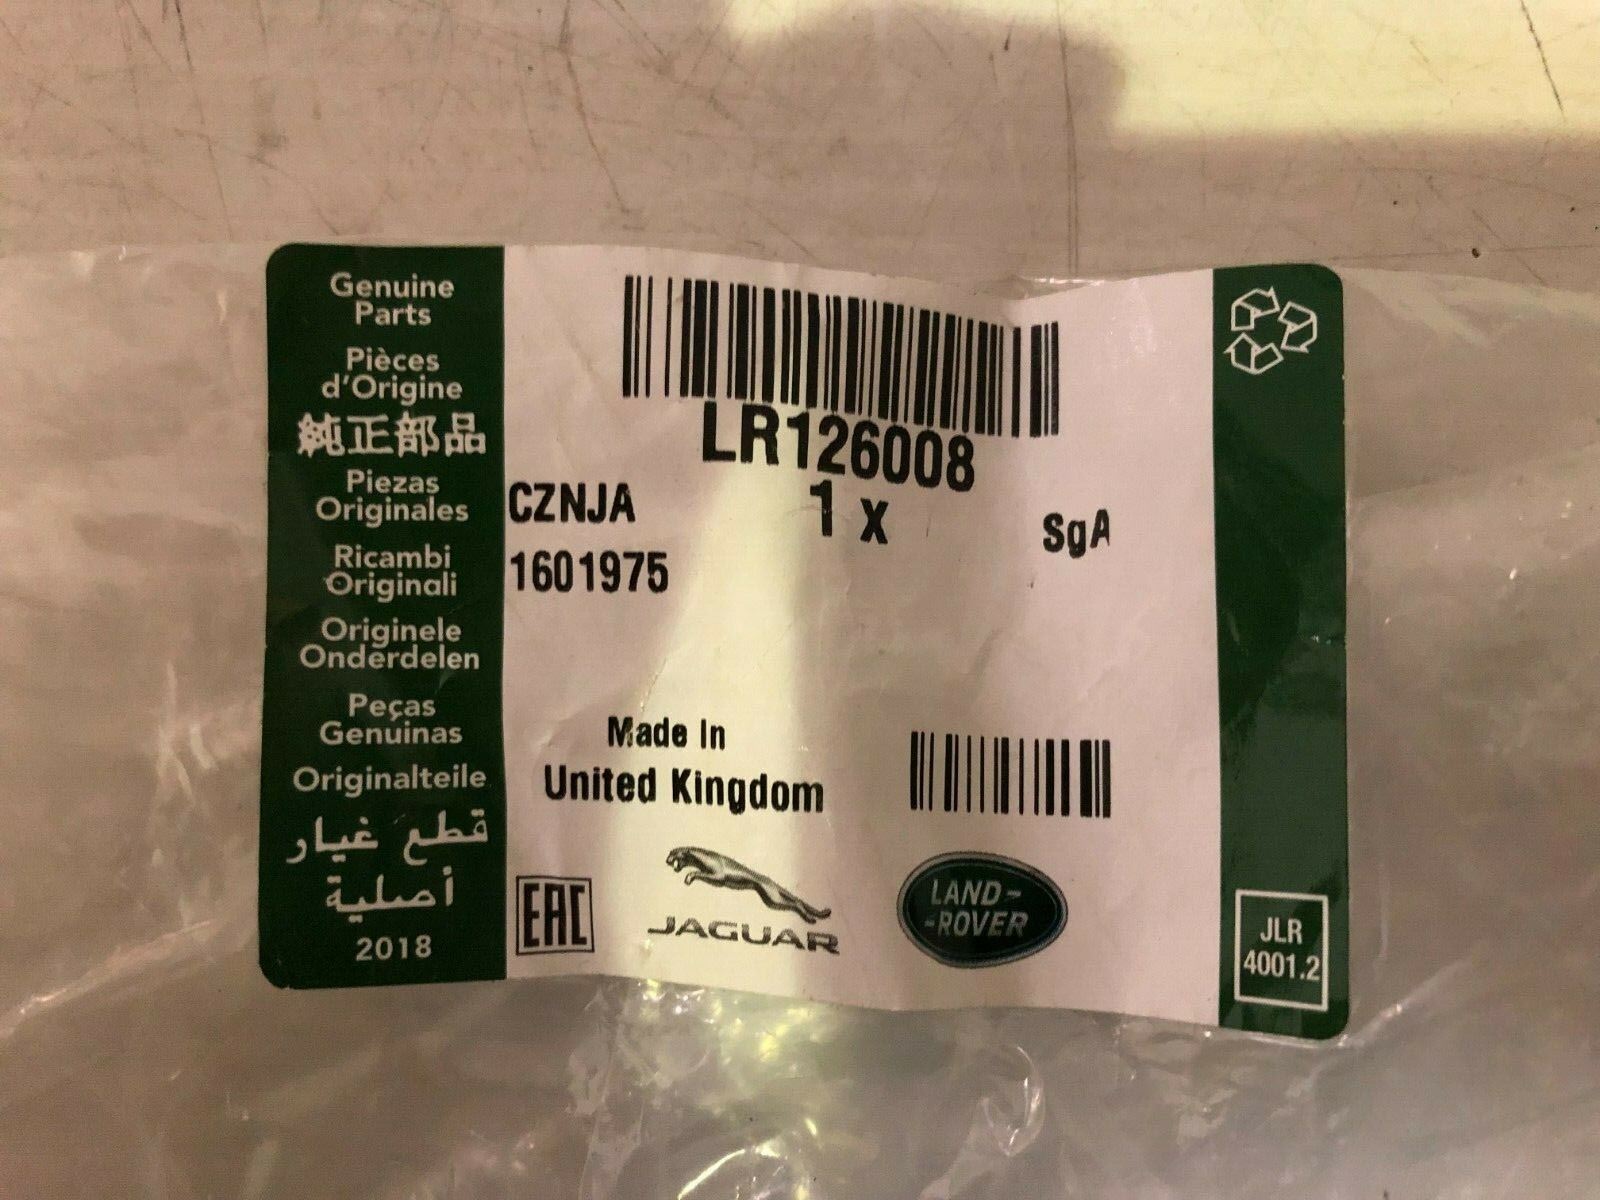 Genuine
Parts
Pièces
d'Origine
純正部品
Piezas
Originales
Ricambi
Originali
Originele
Onderdelen
Peças
Genuinas
Originalteile
قطع غيار
أصلية
2018
LR126008
CZNJA
1 x
SgA
1601975
Made In
United Kingdom
EAC
JAGUAR
LAND-
-ROVER
JLR
4001.2